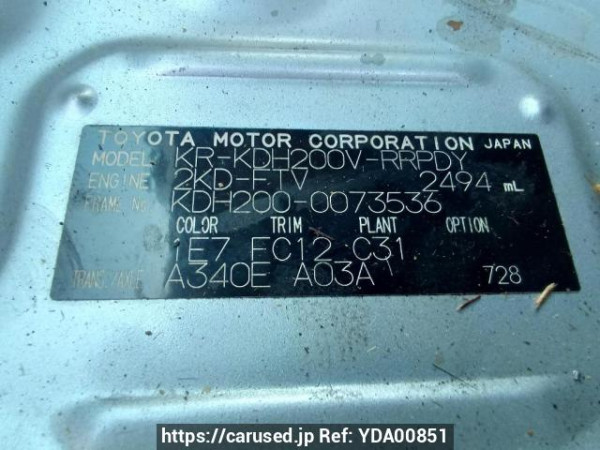 TOYOTA MOTOR CORPORATION JAPAN
MODEL KR-KDH200V-RRPDY
ENGINE 2KD-FTV 2494 mL
FRAME No. KDH200-0073536
COLOR TRIM PLANT OPTION
1E7 FC12 C31
TRANS./AXLE A340E A03A 728
https://carused.jp Ref: YDA00851